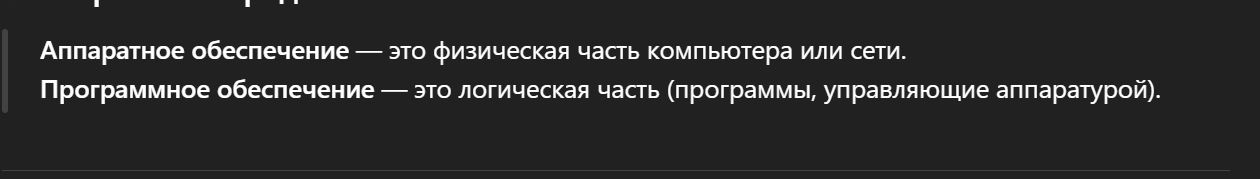 Аппаратное обеспечение — это физическая часть компьютера или сети.
Программное обеспечение — это логическая часть (программы, управляющие аппаратурой).